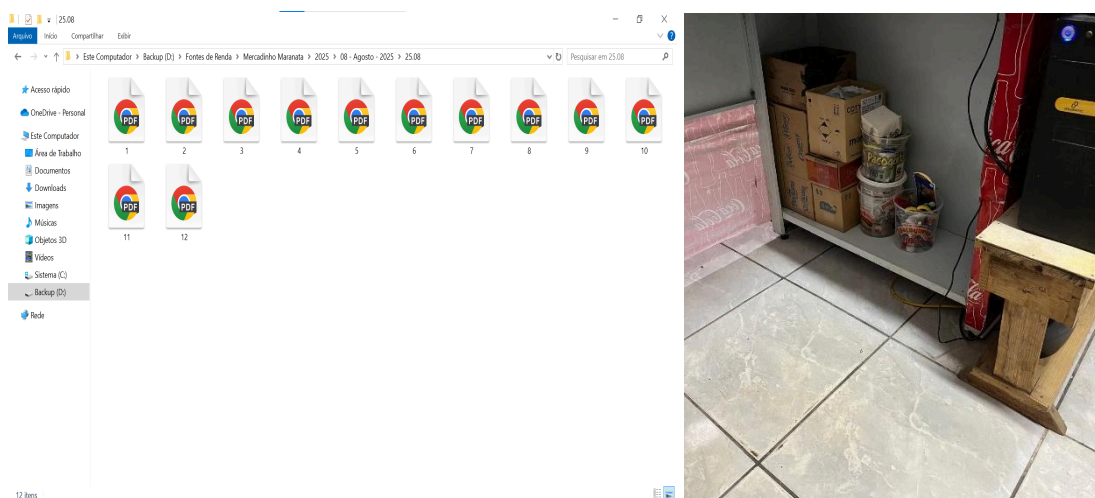 25.08
Arquivo Início Compartilhar Exibir
Este Computador > Backup (D:) > Fontes de Renda > Mercadinho Maranata > 2025 > 08 - Agosto - 2025 > 25.08
Pesquisar em 25.08
Acesso rápido
OneDrive - Personal
Este Computador
Área de Trabalho
Documentos
Downloads
Imagens
Músicas
Objetos 3D
Vídeos
Sistema (C:)
Backup (D:)
Rede
PDF PDF PDF PDF PDF PDF PDF PDF PDF PDF
1 2 3 4 5 6 7 8 9 10
PDF PDF
11 12
12 itens
Paçoquita
Coca-Cola